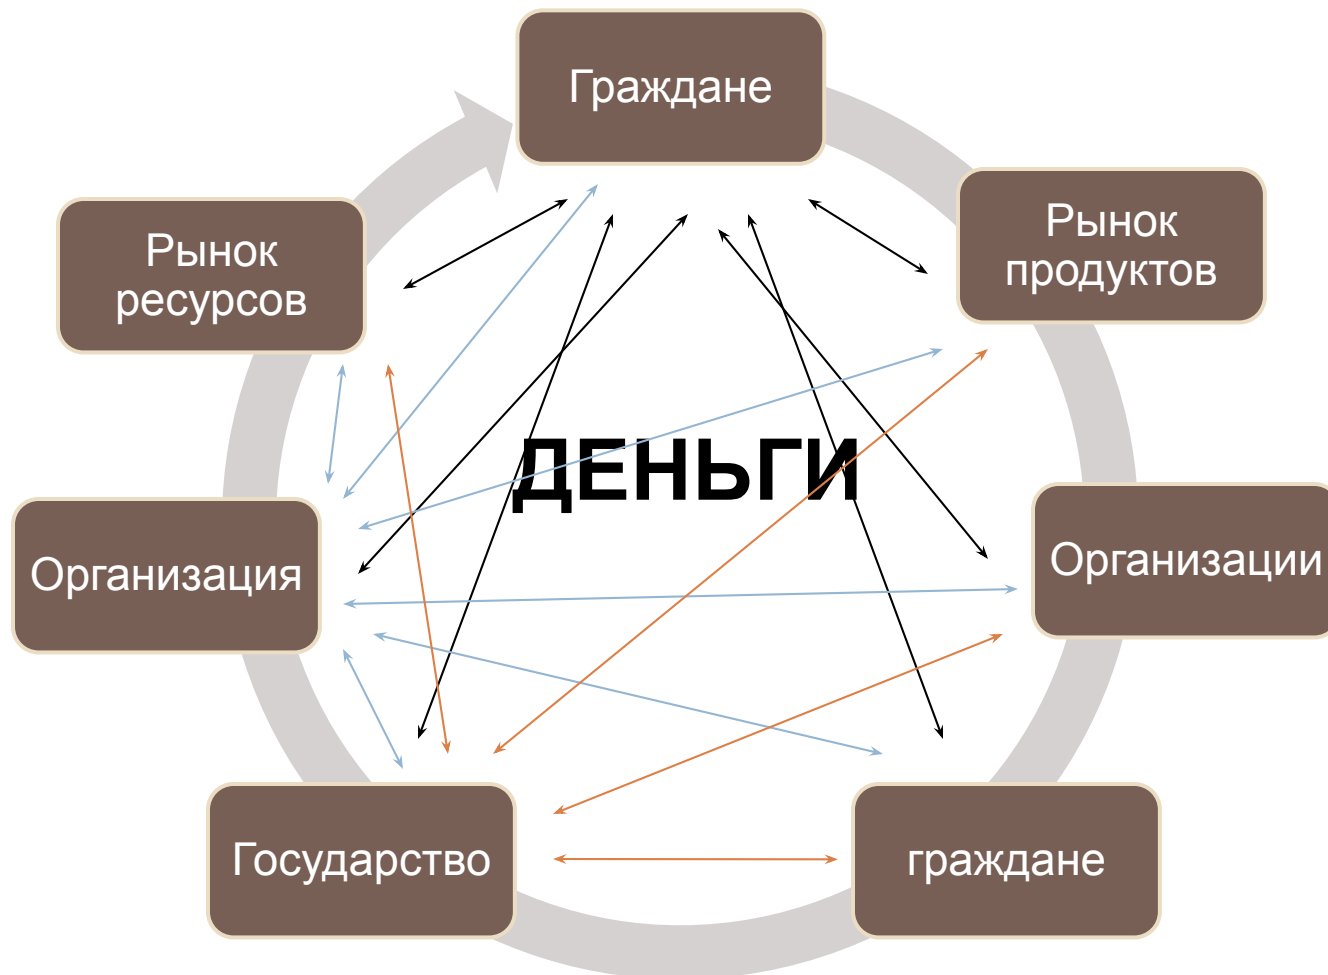 Граждане
Рынок
продуктов
Рынок
ресурсов
ДЕНЬГИ
Организация
Организации
Государство
граждане